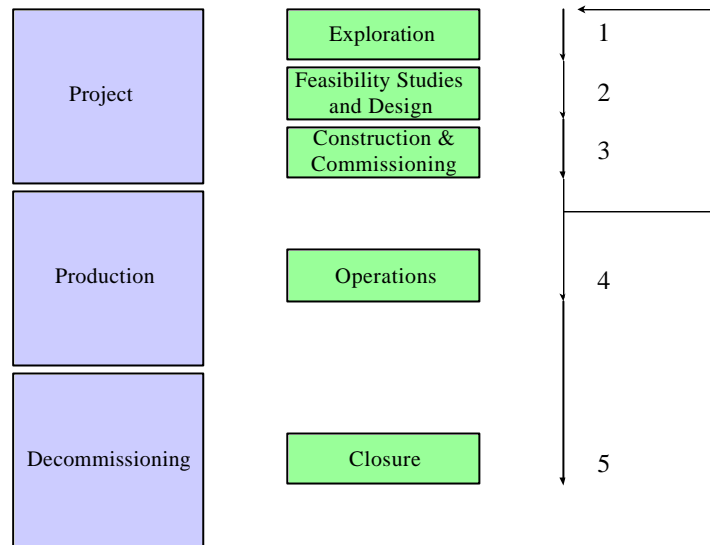 Exploration
1
Project
Feasibility Studies
and Design
2
Construction &
Commissioning
3
Production
Operations
4
Decommissioning
Closure
5